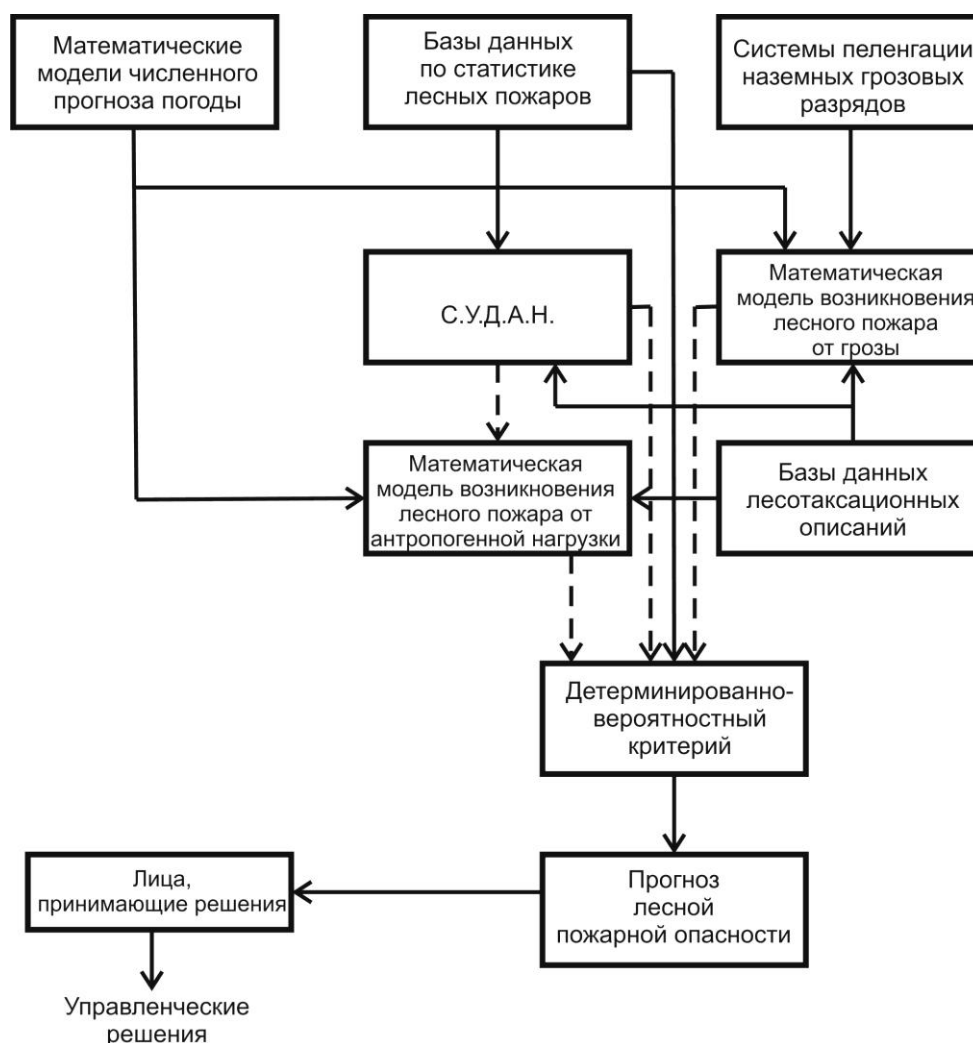 Математические
модели численного
прогноза погоды
Базы данных
по статистике
лесных пожаров
Системы пеленгации
наземных грозовых
разрядов
С.У.Д.А.Н.
Математическая
модель возникновения
лесного пожара
от грозы
Математическая
модель возникновения
лесного пожара от
антропогенной нагрузки
Базы данных
лесотаксационных
описаний
Детерминированно-
вероятностный
критерий
Лица,
принимающие решения
Прогноз
лесной
пожарной опасности
Управленческие
решения